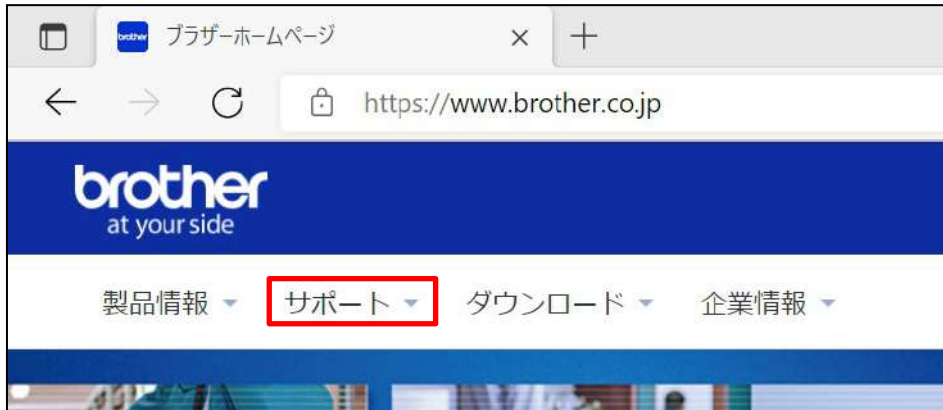 ブラザーホームページ
https://www.brother.co.jp
brother
brother
at your side
製品情報 サポート ダウンロード 企業情報